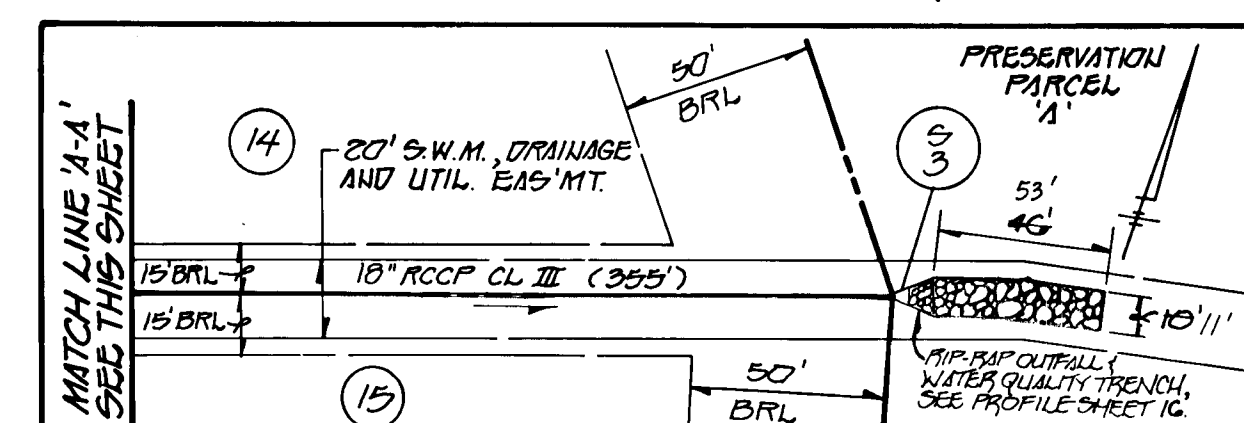 MATCH LINE 'A-A'
SEE THIS SHEET
14
20' S.W.M., DRAINAGE
AND UTIL. EAS'MT.
50'
BRL
PRESERVATION
PARCEL
'A'
S
3
53'
46'
15' BRL
18" RCCP CL III (355')
15' BRL
10' 11'
RIP-RAP OUTFALL &
WATER QUALITY TRENCH,
SEE PROFILE SHEET 16.
15
50'
BRL